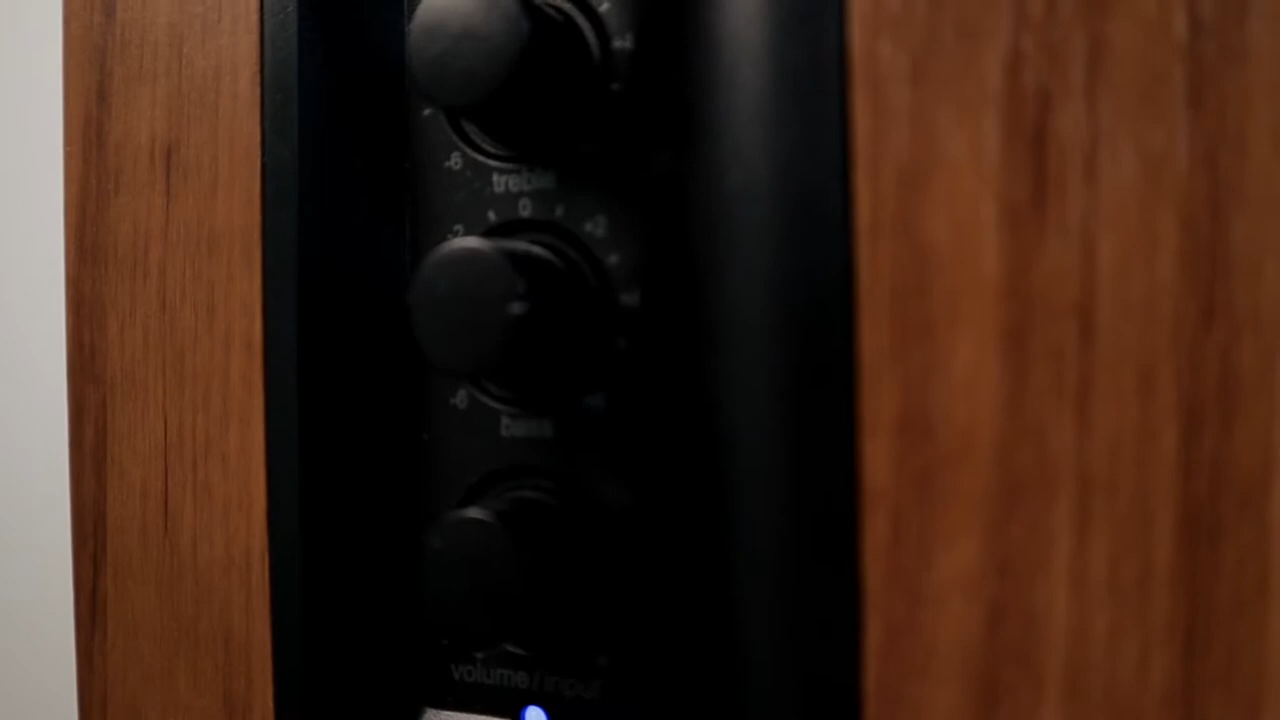 -6
treble
-2 0 +2
-6
bass
volume / input